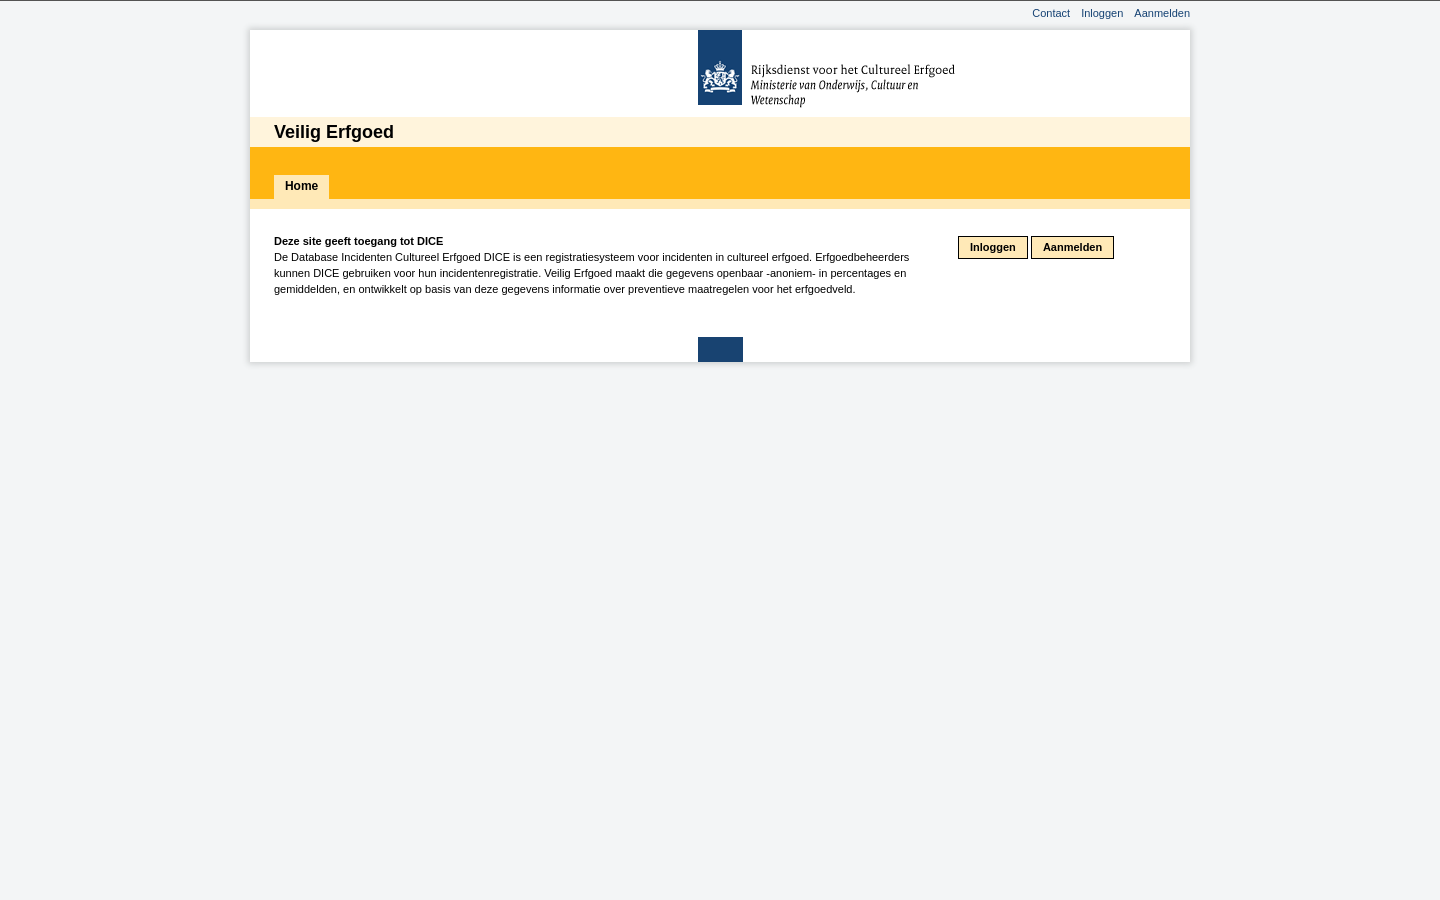 Contact Inloggen Aanmelden
Rijksdienst voor het Cultureel Erfgoed
Ministerie van Onderwijs, Cultuur en
Wetenschap
Veilig Erfgoed
Home
Deze site geeft toegang tot DICE
De Database Incidenten Cultureel Erfgoed DICE is een registratiesysteem voor incidenten in cultureel erfgoed. Erfgoedbeheerders
kunnen DICE gebruiken voor hun incidentenregistratie. Veilig Erfgoed maakt die gegevens openbaar -anoniem- in percentages en
gemiddelden, en ontwikkelt op basis van deze gegevens informatie over preventieve maatregelen voor het erfgoedveld.
Inloggen Aanmelden